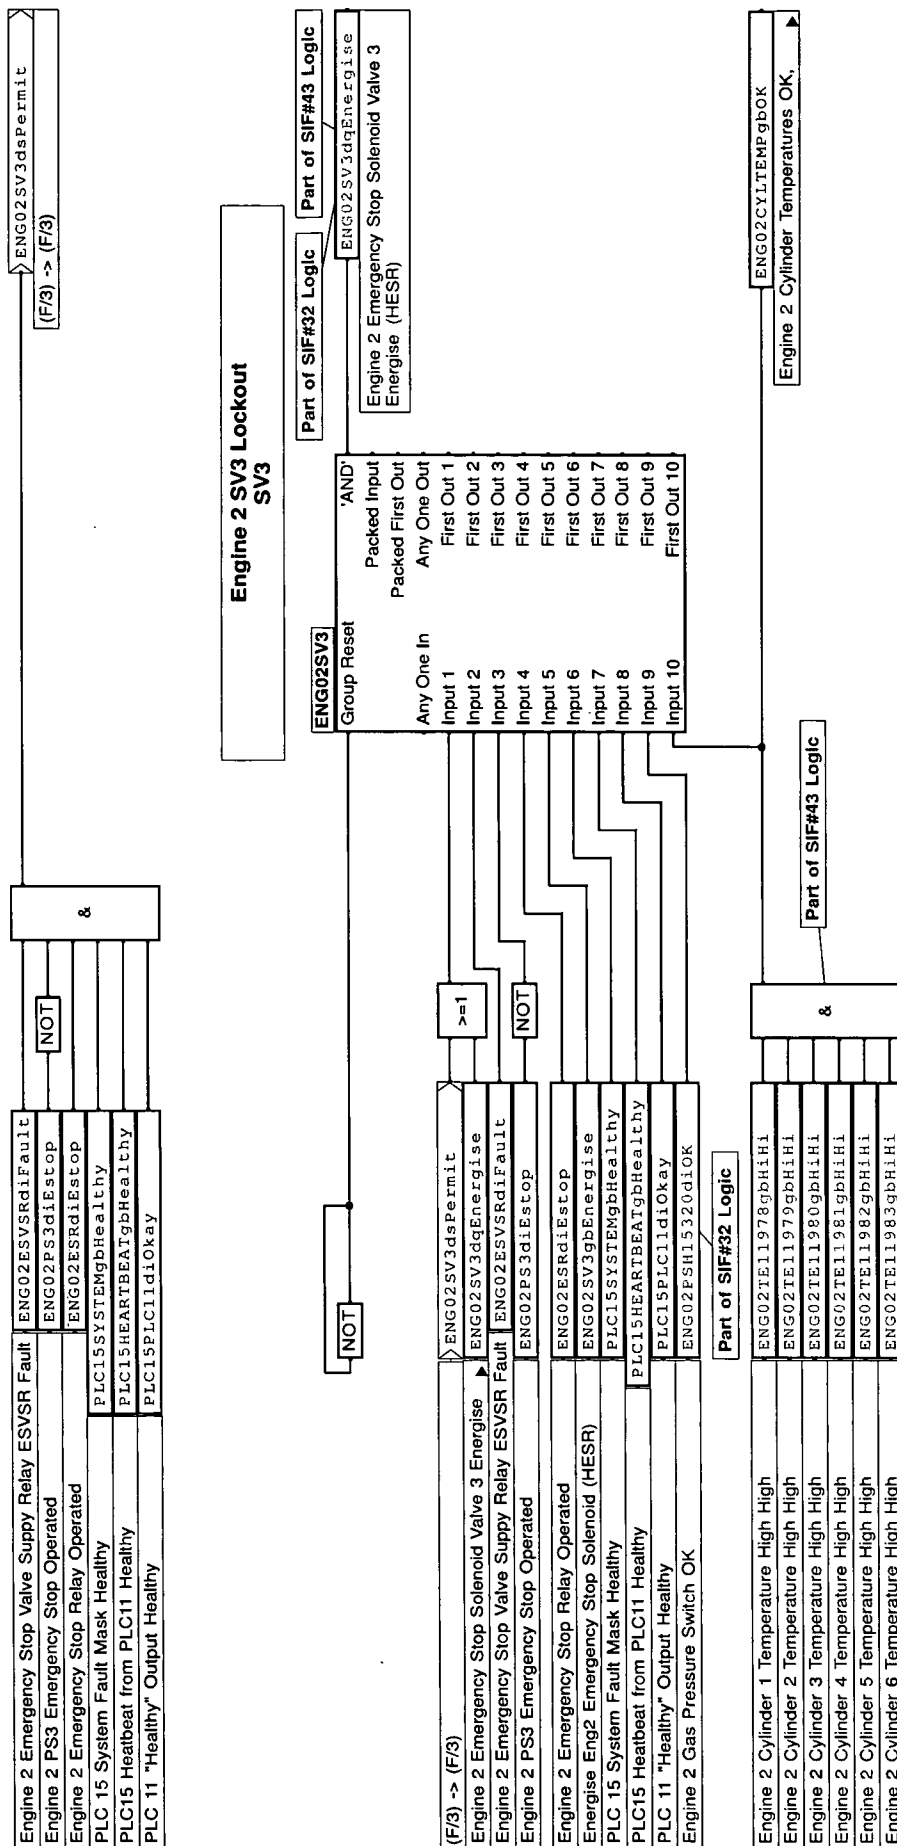 Engine 2 Emergency Stop Valve Suppy Relay ESVSR Fault
ENG02ESVSRdiFault
Engine 2 PS3 Emergency Stop Operated
ENG02PS3diEstop
NOT
Engine 2 Emergency Stop Relay Operated
ENG02ESRdiEstop
PLC 15 System Fault Mask Healthy
PLC15SYSTEMgbHealthy
PLC15 Heatbeat from PLC11 Healthy
PLC15HEARTBEATgbHealthy
PLC 11 "Healthy" Output Healthy
PLC15PLC11diOkay
&
ENG02SV3dsPermit
(F/3) -> (F/3)
Engine 2 SV3 Lockout
SV3
NOT
ENG02SV3
Group Reset
'AND'
Packed Input
Packed First Out
Any One In
Any One Out
Input 1
First Out 1
Input 2
First Out 2
Input 3
First Out 3
Input 4
First Out 4
Input 5
First Out 5
Input 6
First Out 6
Input 7
First Out 7
Input 8
First Out 8
Input 9
First Out 9
Input 10
First Out 10
Part of SIF#32 Logic
Part of SIF#43 Logic
ENG02SV3dqEnergise
Engine 2 Emergency Stop Solenoid Valve 3
Energise (HESR)
(F/3) -> (F/3)
ENG02SV3dsPermit
Engine 2 Emergency Stop Solenoid Valve 3 Energise
ENG02SV3dqEnergise
>=1
Engine 2 Emergency Stop Valve Suppy Relay ESVSR Fault
ENG02ESVSRdiFault
Engine 2 PS3 Emergency Stop Operated
ENG02PS3diEstop
NOT
Engine 2 Emergency Stop Relay Operated
ENG02ESRdiEstop
Energise Eng2 Emergency Stop Solenoid (HESR)
ENG02SV3gbEnergise
PLC 15 System Fault Mask Healthy
PLC15SYSTEMgbHealthy
PLC15 Heatbeat from PLC11 Healthy
PLC15HEARTBEATgbHealthy
PLC 11 "Healthy" Output Healthy
PLC15PLC11diOkay
Engine 2 Gas Pressure Switch OK
ENG02PSH15320diOK
Part of SIF#32 Logic
Engine 2 Cylinder 1 Temperature High High
ENG02TE11978gbHiHi
Engine 2 Cylinder 2 Temperature High High
ENG02TE11979gbHiHi
Engine 2 Cylinder 3 Temperature High High
ENG02TE11980gbHiHi
Engine 2 Cylinder 4 Temperature High High
ENG02TE11981gbHiHi
Engine 2 Cylinder 5 Temperature High High
ENG02TE11982gbHiHi
Engine 2 Cylinder 6 Temperature High High
ENG02TE11983gbHiHi
&
Part of SIF#43 Logic
ENG02CYLTEMPgbOK
Engine 2 Cylinder Temperatures OK,